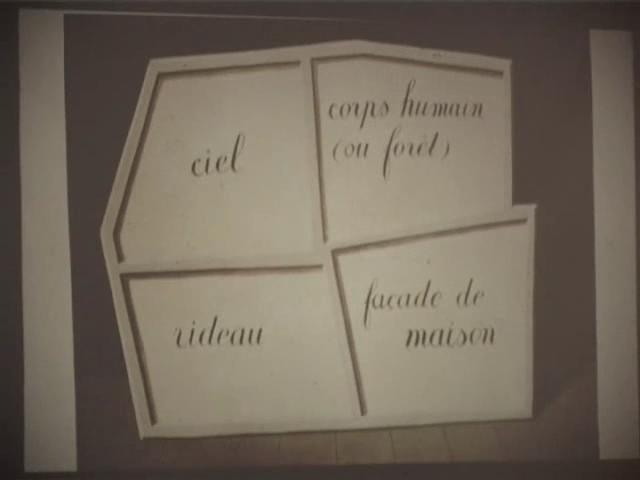 ciel
corps humain
(ou forêt)
rideau
façade de
maison